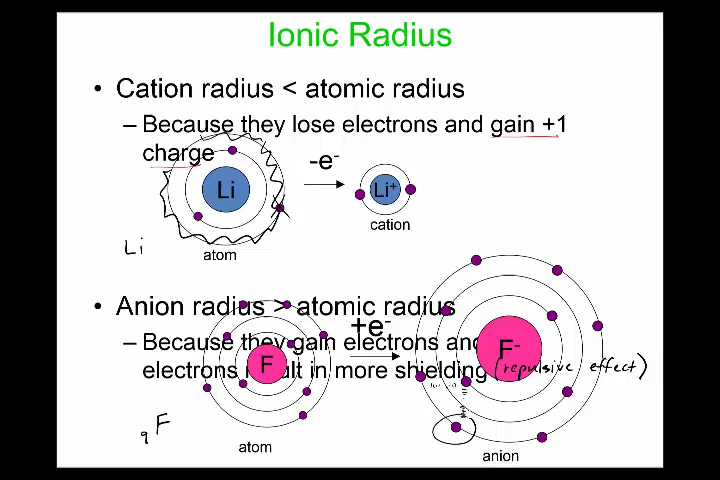 Ionic Radius
• Cation radius < atomic radius
– Because they lose electrons and gain +1
charge
-e-
Li
Li+
cation
Li
atom
• Anion radius > atomic radius
+e-
– Because they gain electrons and
F
F-
electrons result in more shielding (repulsive effect)
9F
atom
anion